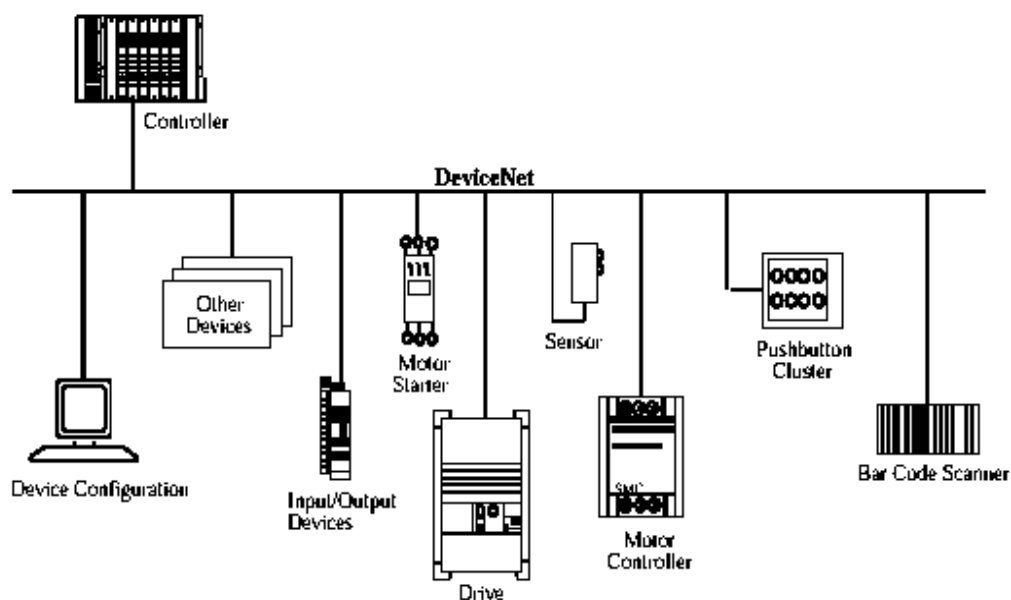 Controller
DeviceNet
Other
Devices
Motor
Starter
Sensor
Pushbutton
Cluster
Device Configuration
Input/Output
Devices
SMC
Bar Code Scanner
Motor
Controller
Drive